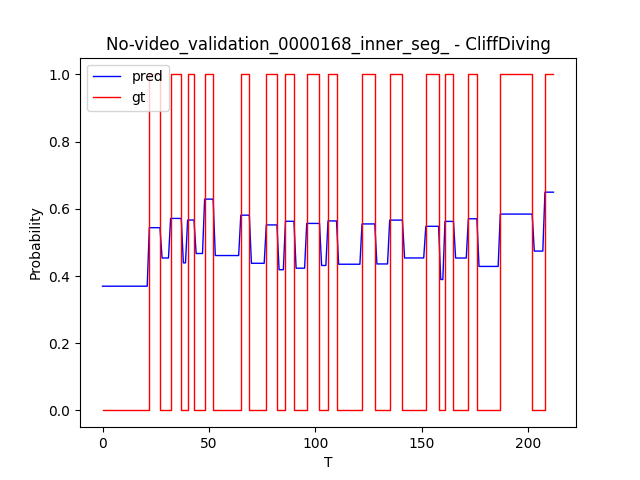 No-video_validation_0000168_inner_seg_ - CliffDiving
pred
gt
1.0
0.8
0.6
0.4
0.2
0.0
Probability
0
50
100
150
200
T